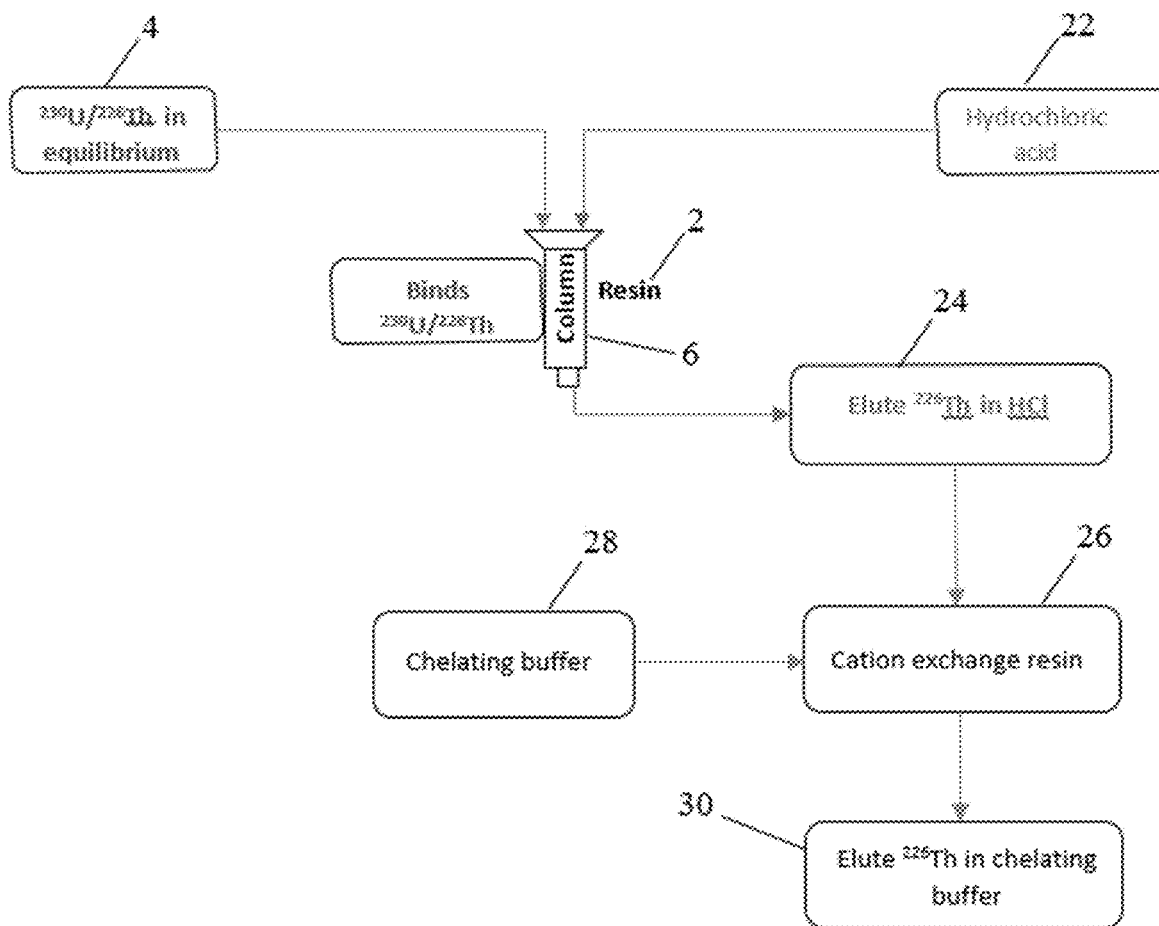 4
22
²³⁰U/²²⁶Th in
equilibrium
Hydrochloric
acid
2
Binds
²³⁰U/²²⁶Th
Column
Resin
6
24
Elute ²²⁶Th in HCl
28
26
Chelating buffer
Cation exchange resin
30
Elute ²²⁶Th in chelating
buffer